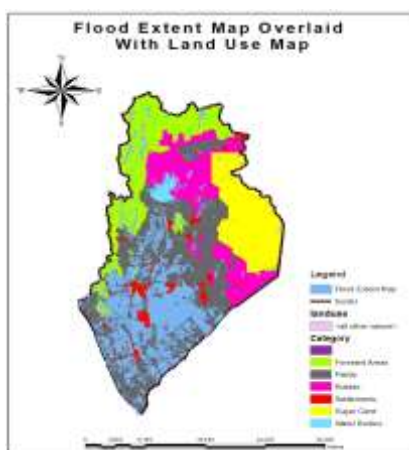 Flood Extent Map Overlaid
With Land Use Map
Legend
Flood Extent Map
landuse
<all other values>
Category
Forested Areas
Paddy
Rubber
Settlements
Sugar Cane
Water Bodies